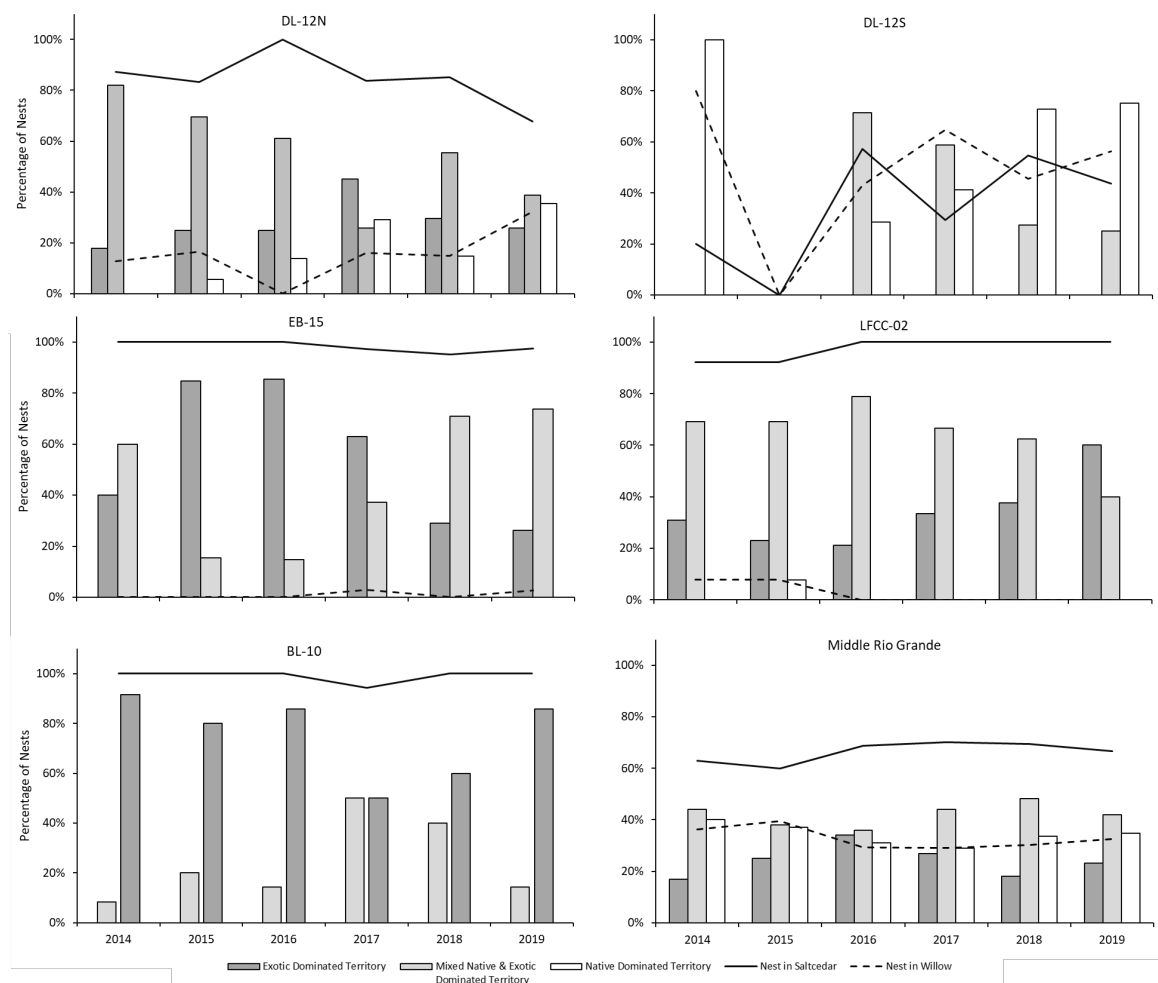 DL-12N
DL-12S
Percentage of Nests
100%
80%
60%
40%
20%
0%
100%
80%
60%
40%
20%
0%
EB-15
LFCC-02
Percentage of Nests
100%
80%
60%
40%
20%
0%
100%
80%
60%
40%
20%
0%
BL-10
Middle Rio Grande
Percentage of Nests
100%
80%
60%
40%
20%
0%
2014 2015 2016 2017 2018 2019
100%
80%
60%
40%
20%
0%
2014 2015 2016 2017 2018 2019
Exotic Dominated Territory Mixed Native & Exotic Native Dominated Territory Nest in Saltcedar Nest in Willow
Dominated Territory